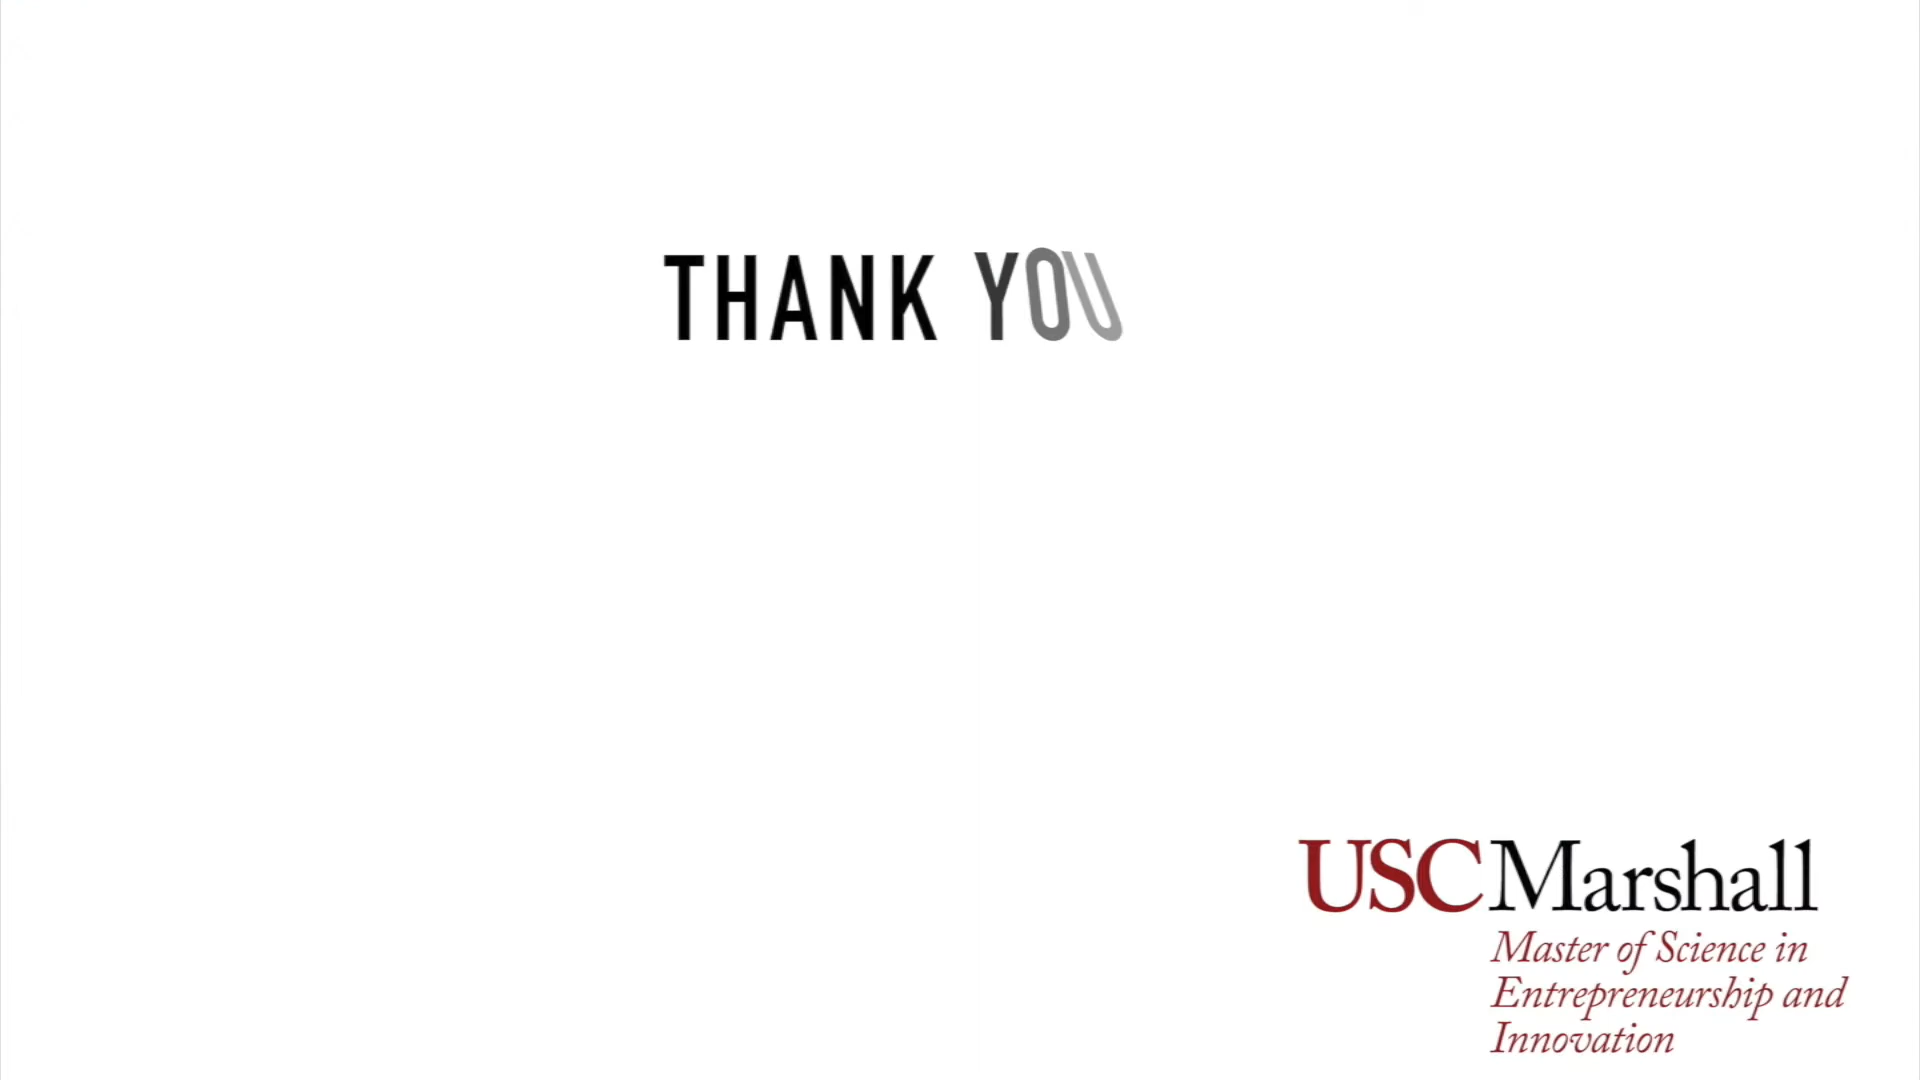 THANK YOU
USCMarshall
Master of Science in
Entrepreneurship and
Innovation